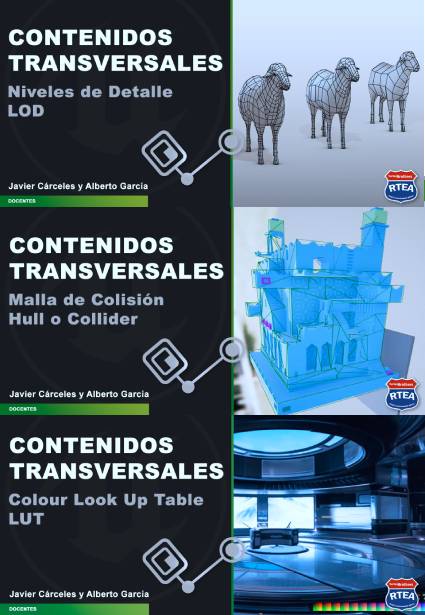 CONTENIDOS
TRANSVERSALES
Niveles de Detalle
LOD
Javier Cárceles y Alberto García
DOCENTES
RTEA
CONTENIDOS
TRANSVERSALES
Malla de Colisión
Hull o Collider
Javier Cárceles y Alberto García
DOCENTES
RTEA
CONTENIDOS
TRANSVERSALES
Colour Look Up Table
LUT
Javier Cárceles y Alberto García
DOCENTES
RTEA